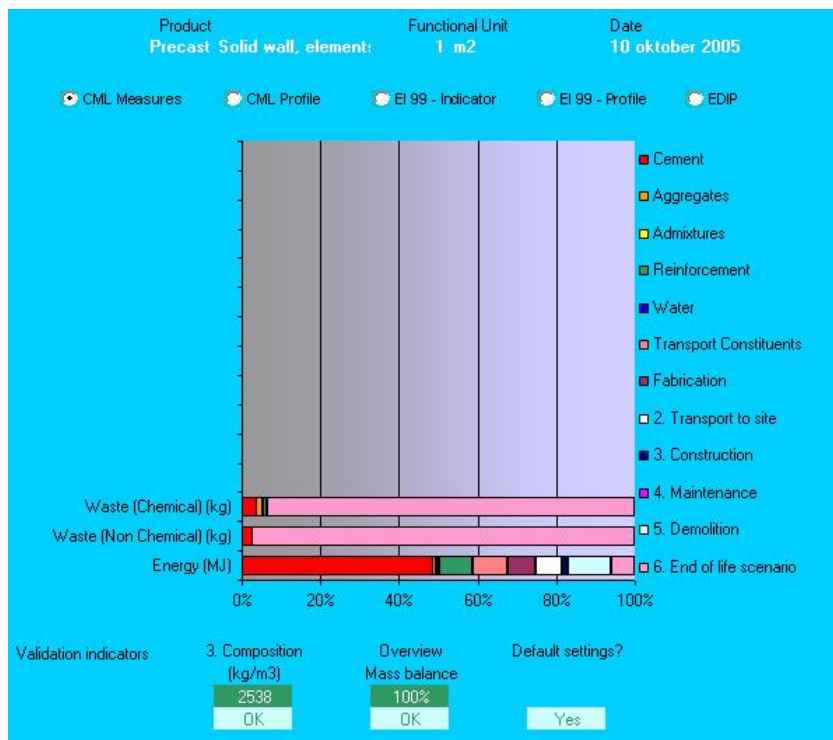 Product Functional Unit Date
Precast Solid wall, element: 1 m2 10 oktober 2005
CML Measures CML Profile EI 99 - Indicator EI 99 - Profile EDIP
Cement
Aggregates
Admixtures
Reinforcement
Water
Transport Constituents
Fabrication
2. Transport to site
3. Construction
4. Maintenance
5. Demolition
6. End of life scenario
Waste (Chemical) (kg)
Waste (Non Chemical) (kg)
Energy (MJ)
0% 20% 40% 60% 80% 100%
Validation indicators 3. Composition Overview Default settings?
(kg/m3) Mass balance
2538 100%
OK OK Yes